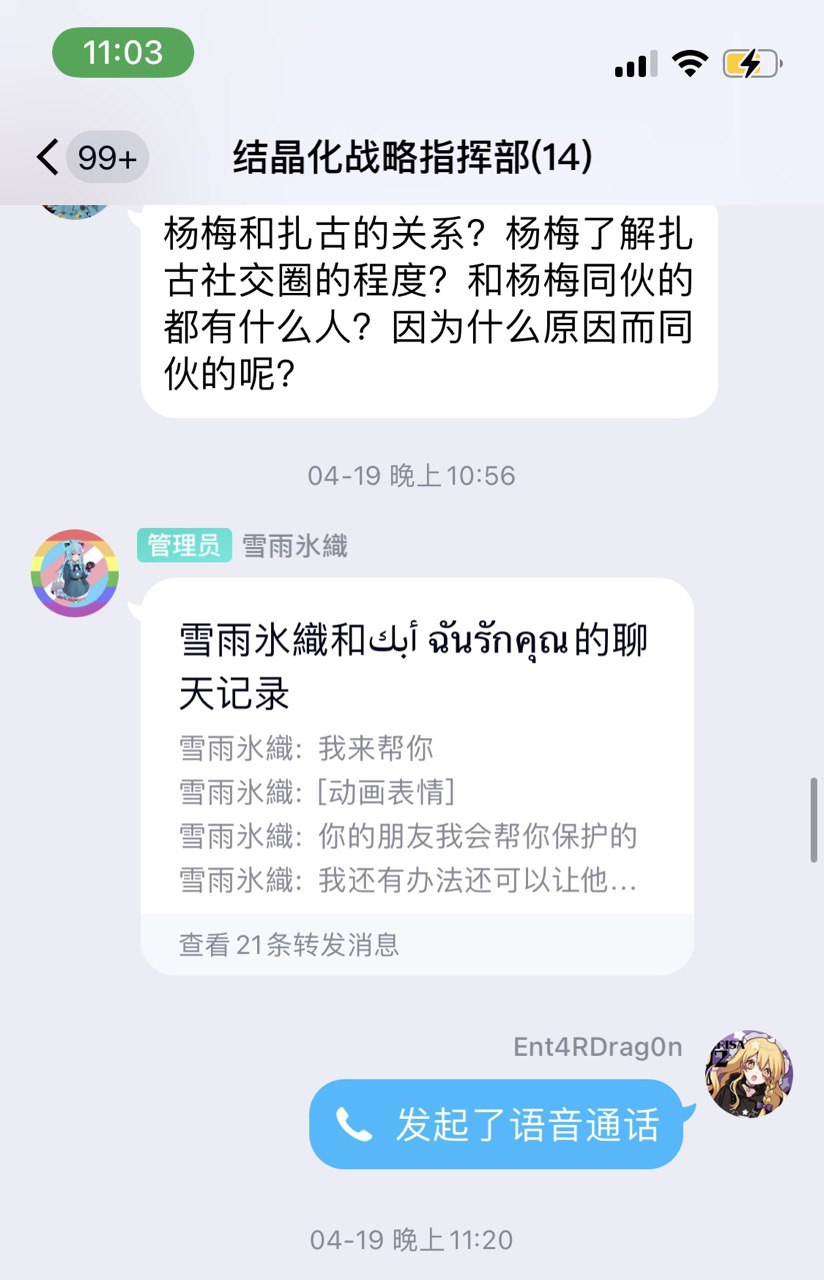 11:03
99+
结晶化战略指挥部(14)
杨梅和扎古的关系？杨梅了解扎
古社交圈的程度？和杨梅同伙的
都有什么人？因为什么原因而同
伙的呢？
04-19 晚上10:56
管理员 雪雨氷織
雪雨氷織和أبك ฉันรักคุณ的聊
天记录
雪雨氷織：我来帮你
雪雨氷織：[动画表情]
雪雨氷織：你的朋友我会帮你保护的
雪雨氷織：我还有办法还可以让他...
查看21条转发消息
Ent4RDrag0n
发起了语音通话
04-19 晚上11:20